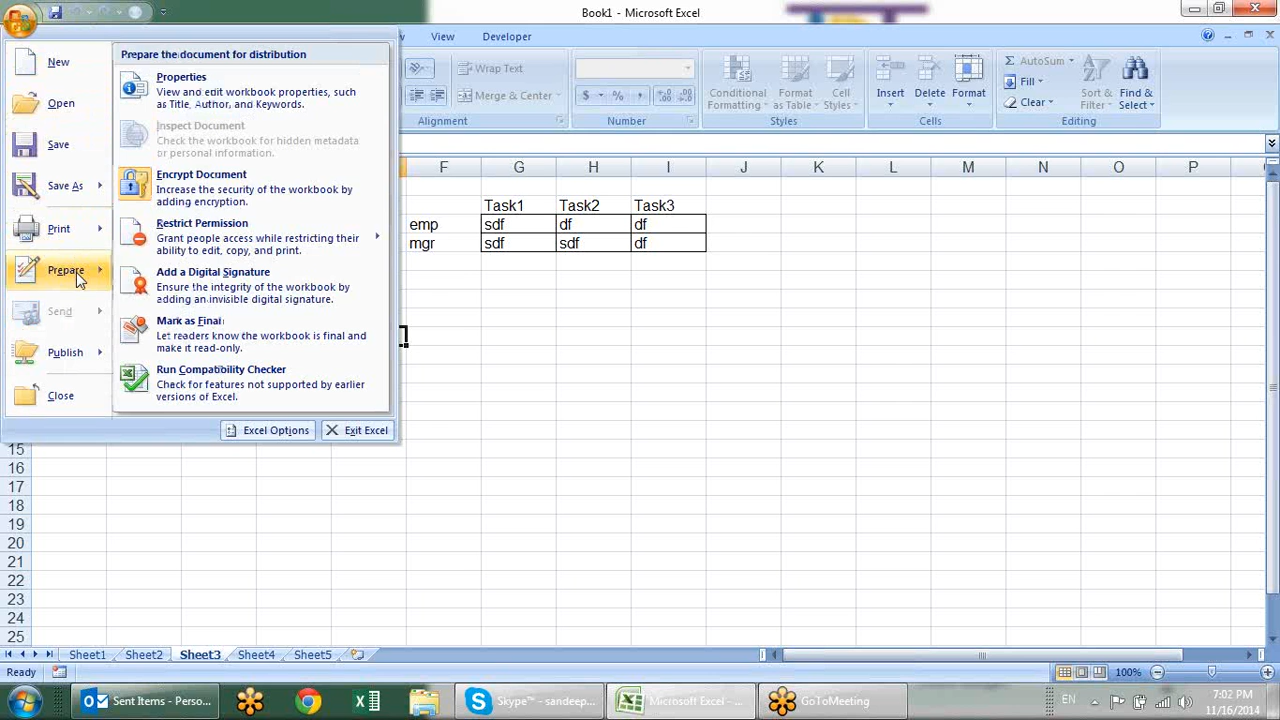 Book1 - Microsoft Excel
View Developer
New
Open
Save
Save As
Print
Prepare
Send
Publish
Close
Prepare the document for distribution
Properties
View and edit workbook properties, such
as Title, Author, and Keywords.
Inspect Document
Check the workbook for hidden metadata
or personal information.
Encrypt Document
Increase the security of the workbook by
adding encryption.
Restrict Permission
Grant people access while restricting their
ability to edit, copy, and print.
Add a Digital Signature
Ensure the integrity of the workbook by
adding an invisible digital signature.
Mark as Final
Let readers know the workbook is final and
make it read-only.
Run Compatibility Checker
Check for features not supported by earlier
versions of Excel.
Excel Options Exit Excel
Wrap Text
Merge & Center
Alignment
$ % ,
Number
Conditional Formatting
Format as Table
Cell Styles
Styles
Insert Delete Format
Cells
AutoSum
Fill
Clear
Sort & Filter
Find & Select
Editing
F G H I J K L M N O P
Task1 Task2 Task3
emp sdf df df
mgr sdf sdf df
15
16
17
18
19
20
21
22
23
24
25
Sheet1 Sheet2 Sheet3 Sheet4 Sheet5
Ready 100%
Sent Items - Perso... Skype™ - sandeep... Microsoft Excel - ... GoToMeeting EN 7:02 PM
11/16/2014